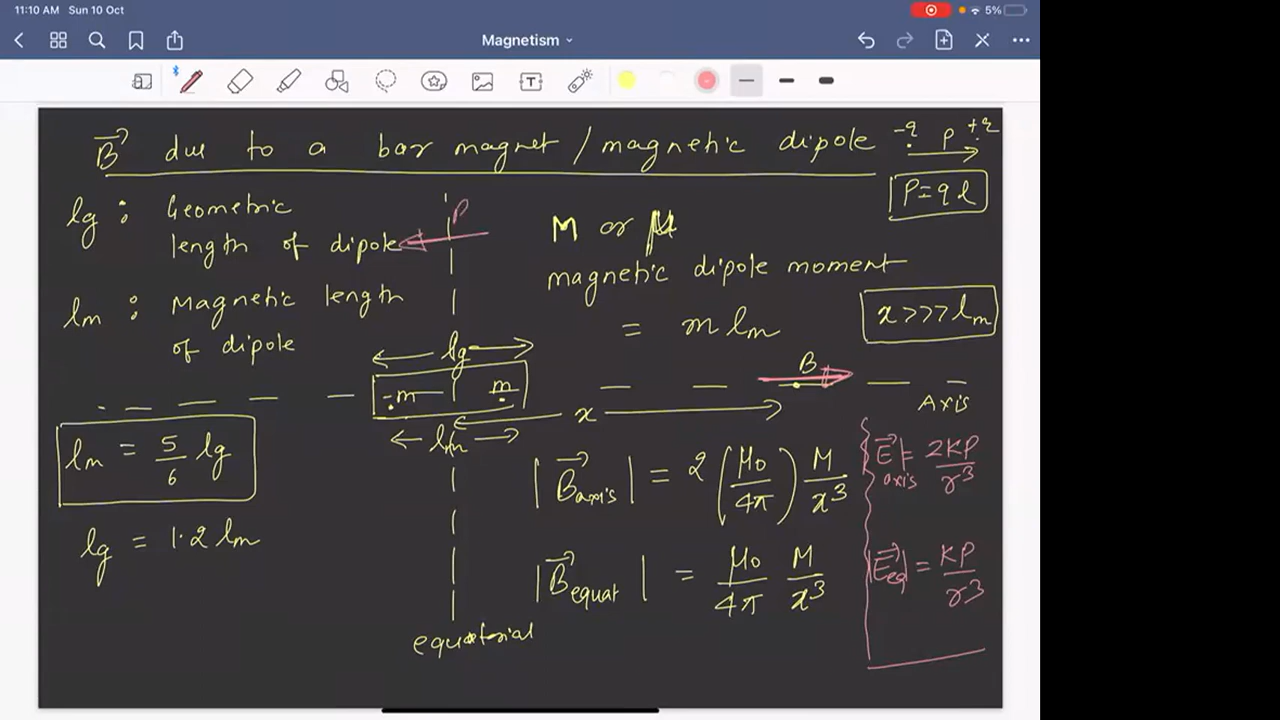 11:10 AM Sun 10 Oct
5%
Magnetism
B→ due to a bar magnet / magnetic dipole
-q p +q
P = q l
lg : Geometric
length of dipole
P
M or M
magnetic dipole moment
= m lm
lm : Magnetic length
of dipole
x >>> lm
lg
-m m
B
x
Axis
lm
lm = 5/6 lg
lg = 1.2 lm
|B→axis| = 2 (μ0/4π) M/x³
|E→|axis = 2KP/r³
|B→equat| = μ0/4π M/x³
|E→eq| = KP/r³
equatorial